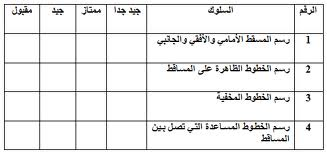 الرقم السلوك جيد جدا ممتاز جيد مقبول
1 رسم المسقط الأمامي والأفقي والجانبي
2 رسم الخطوط الظاهرة على المساقط
3 رسم الخطوط المخفية
4 رسم الخطوط المساعدة التي تصل بين
المساقط